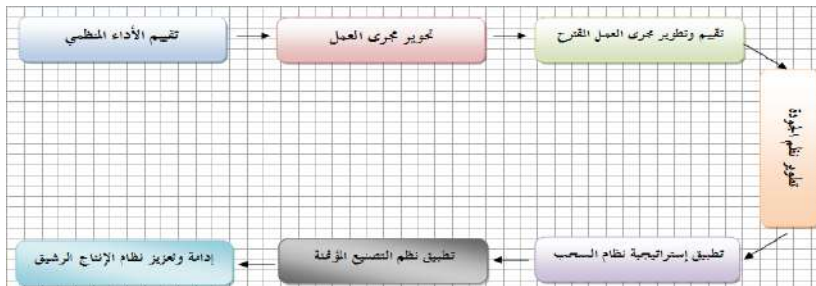 تقييم الأداء المنظمي
تحوير مجرى العمل
تقييم وتطوير مجرى العمل المقترح
تطوير نظم الجودة
تطبيق إستراتيجية نظام السحب
تطبيق نظم التصنيع المؤتمتة
إدامة وتعزيز نظام الإنتاج الرشيق